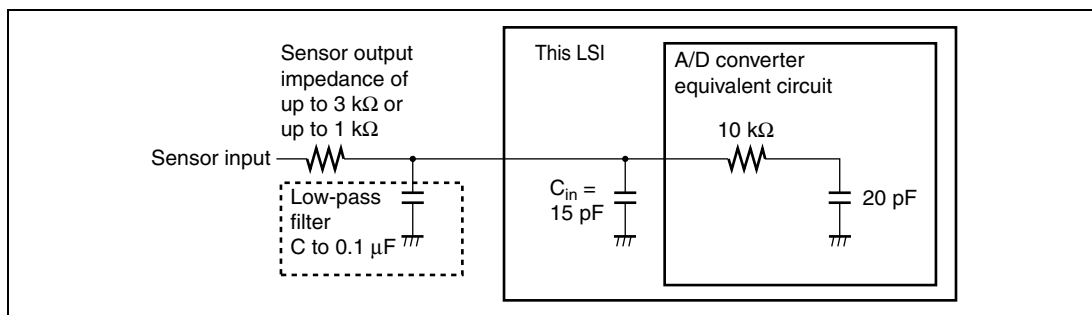 Sensor output
impedance of
up to 3 kΩ or
up to 1 kΩ
This LSI
A/D converter
equivalent circuit
10 kΩ
Sensor input
Low-pass
filter
C to 0.1 μF
Cin =
15 pF
20 pF